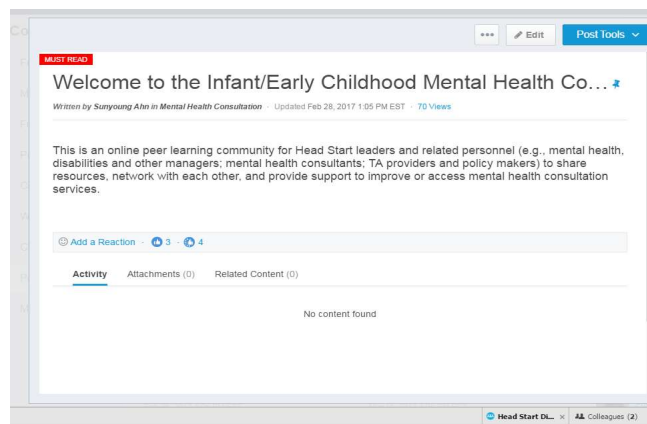 Co
••• Edit Post Tools
MUST READ
Welcome to the Infant/Early Childhood Mental Health Co...
Written by Sunyoung Ahn in Mental Health Consultation · Updated Feb 28, 2017 1:05 PM EST · 70 Views
This is an online peer learning community for Head Start leaders and related personnel (e.g., mental health,
disabilities and other managers; mental health consultants; TA providers and policy makers) to share
resources, network with each other, and provide support to improve or access mental health consultation
services.
Add a Reaction · 3 · 4
Activity Attachments (0) Related Content (0)
No content found
Head Start Di... × Colleagues (2)